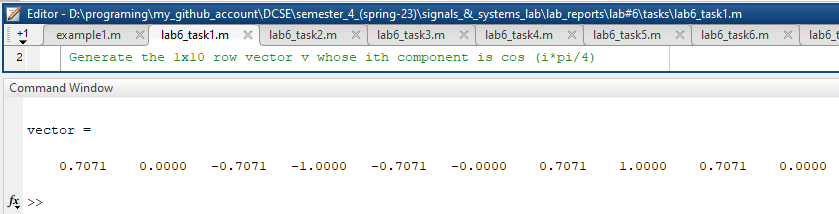 Editor - D:\programing\my_github_account\DCSE\semester_4_(spring-23)\signals_&_systems_lab\lab_reports\lab#6\tasks\lab6_task1.m
+1 example1.m lab6_task1.m lab6_task2.m lab6_task3.m lab6_task4.m lab6_task5.m lab6_task6.m lab6_t
2 Generate the 1x10 row vector v whose ith component is cos (i*pi/4)
Command Window
vector =
0.7071 0.0000 -0.7071 -1.0000 -0.7071 -0.0000 0.7071 1.0000 0.7071 0.0000
fx >>